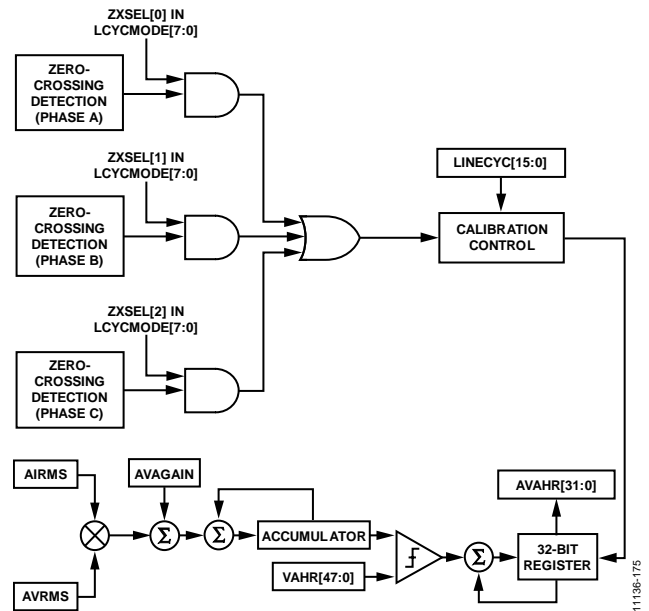 ZXSEL[0] IN
LCYCMODE[7:0]
ZERO-
CROSSING
DETECTION
(PHASE A)
ZXSEL[1] IN
LCYCMODE[7:0]
ZERO-
CROSSING
DETECTION
(PHASE B)
LINECYC[15:0]
CALIBRATION
CONTROL
ZXSEL[2] IN
LCYCMODE[7:0]
ZERO-
CROSSING
DETECTION
(PHASE C)
AIRMS
AVAGAIN
AVAHR[31:0]
Σ
Σ
ACCUMULATOR
Σ
32-BIT
REGISTER
AVRMS
VAHR[47:0]
11136-175